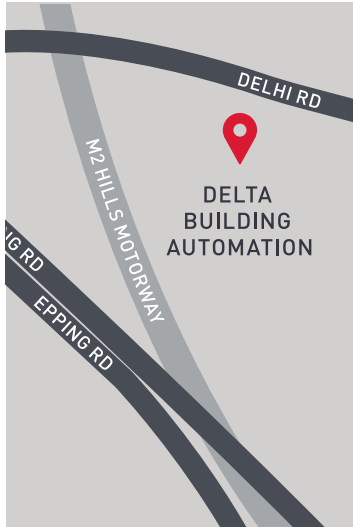 DELHI RD
M2 HILLS MOTORWAY
DELTA
BUILDING
AUTOMATION
RD
EPPING RD